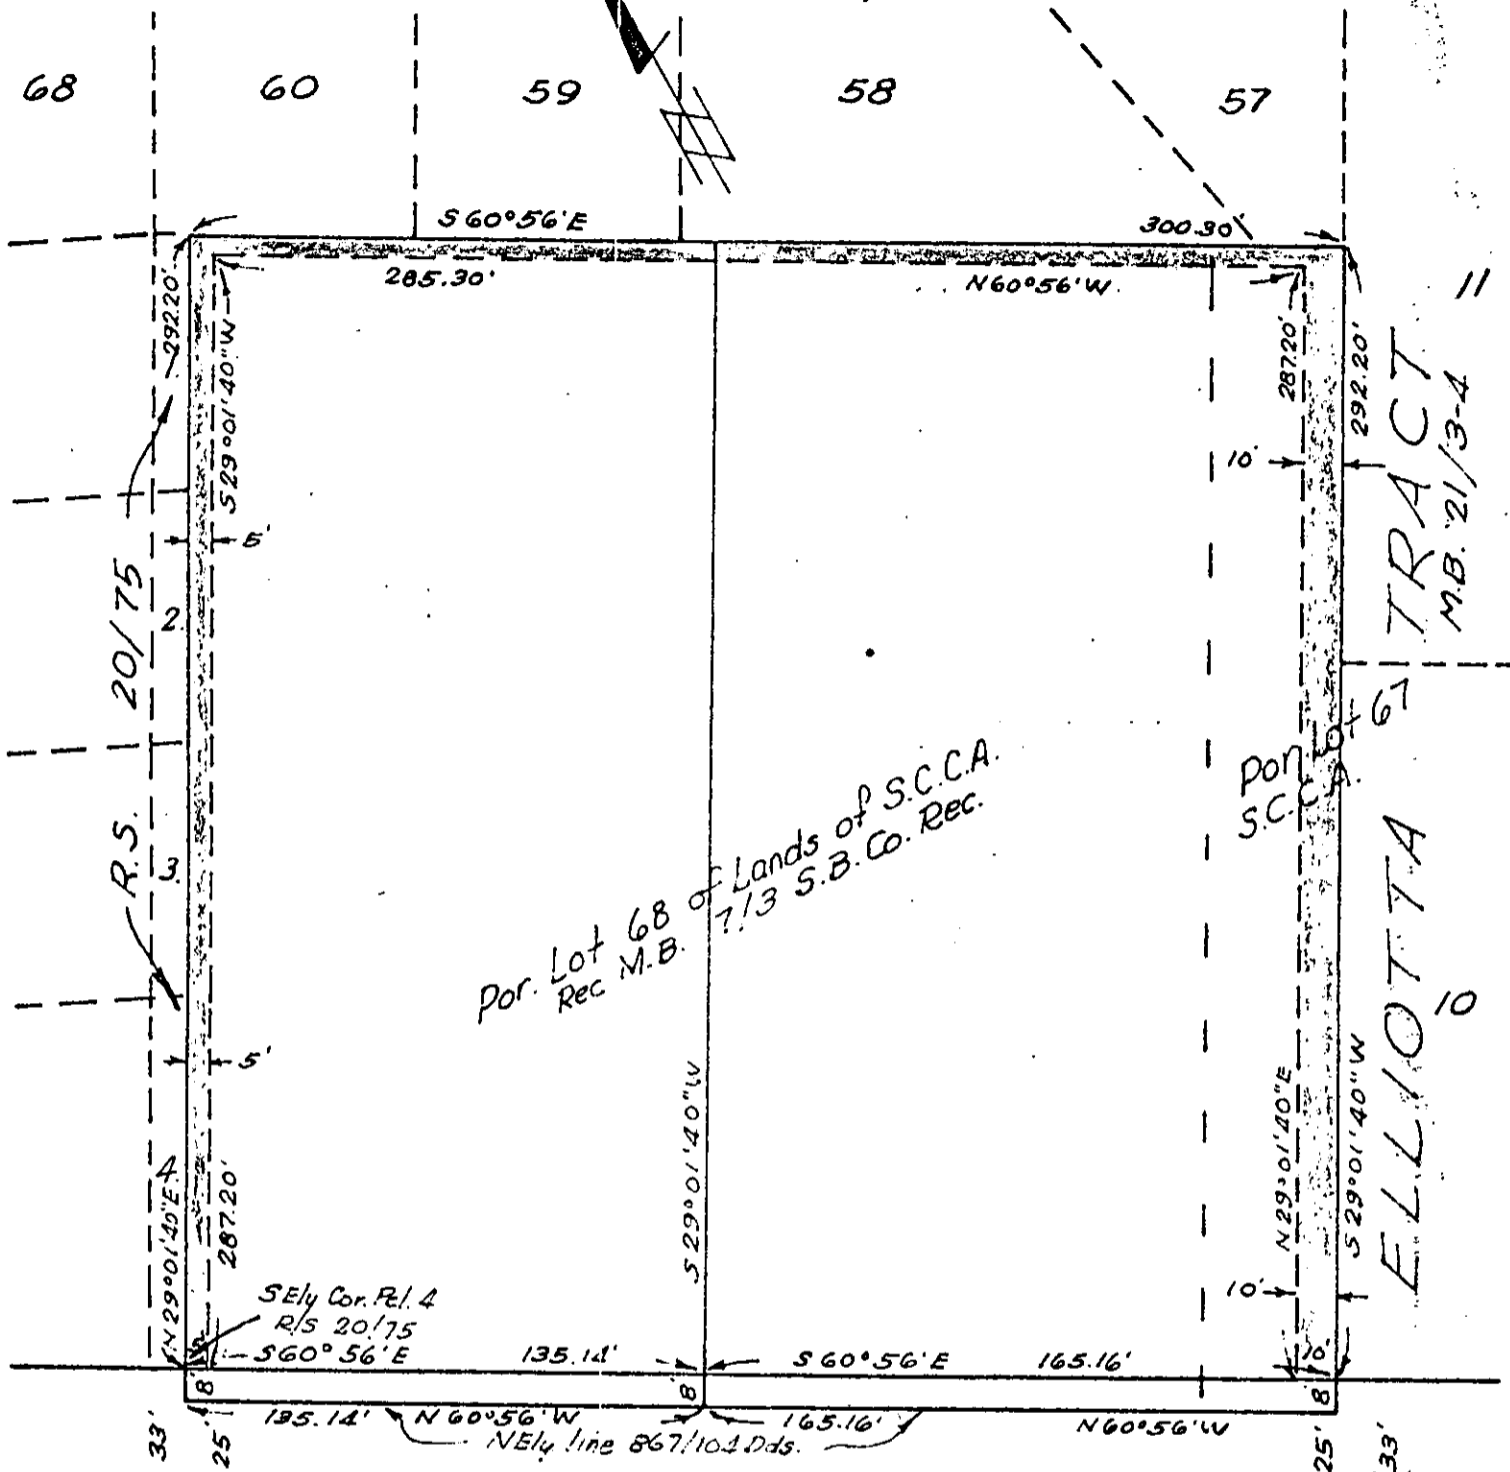 68
60
59
58
57
S 60°56'E
300.30'
285.30'
N60°56'W
292.20'
S29°01'40"W
287.20'
292.20'
11
TRACT
M.B. 21/3-4
10'
5'
R.S. 20/75
2
3
4
Por. Lot 68 of Lands of S.C.C.A.
Rec M.B. 7/3 S.B. Co. Rec.
Por Lot 67
S.C.C.A.
ELLIOTTA
10
5'
S29°01'40"W
N29°01'40"E
S29°01'40"W
N29°01'40"E
287.20'
10'
SEly Cor. Pcl. 4
R/S 20/75
S60°56'E
135.14'
S60°56'E
165.16'
10'
8'
8'
8'
135.14'
N60°56'W
165.16'
N60°56'W
NEly line 867/104 Dds.
33'
25'
25'
33'